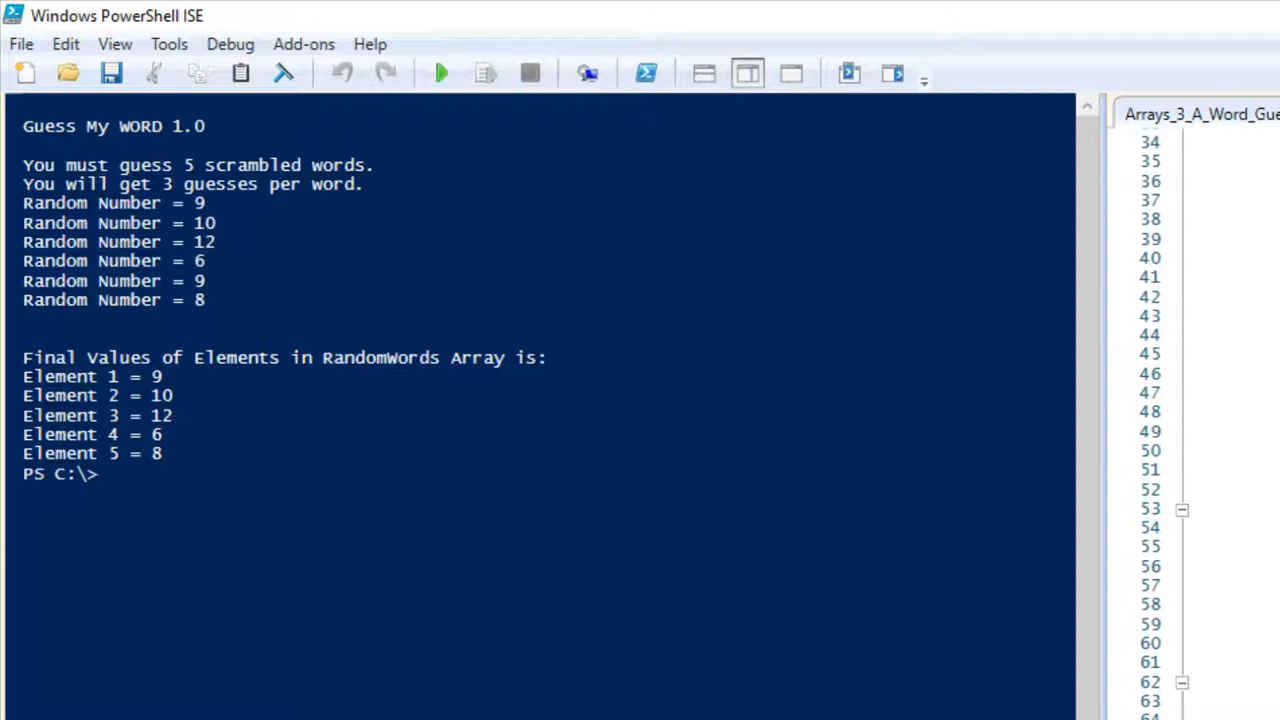 Windows PowerShell ISE
File Edit View Tools Debug Add-ons Help
Guess My WORD 1.0
You must guess 5 scrambled words.
You will get 3 guesses per word.
Random Number = 9
Random Number = 10
Random Number = 12
Random Number = 6
Random Number = 9
Random Number = 8
Final Values of Elements in RandomWords Array is:
Element 1 = 9
Element 2 = 10
Element 3 = 12
Element 4 = 6
Element 5 = 8
PS C:\>
Arrays_3_A_Word_Gue
34
35
36
37
38
39
40
41
42
43
44
45
46
47
48
49
50
51
52
53
54
55
56
57
58
59
60
61
62
63